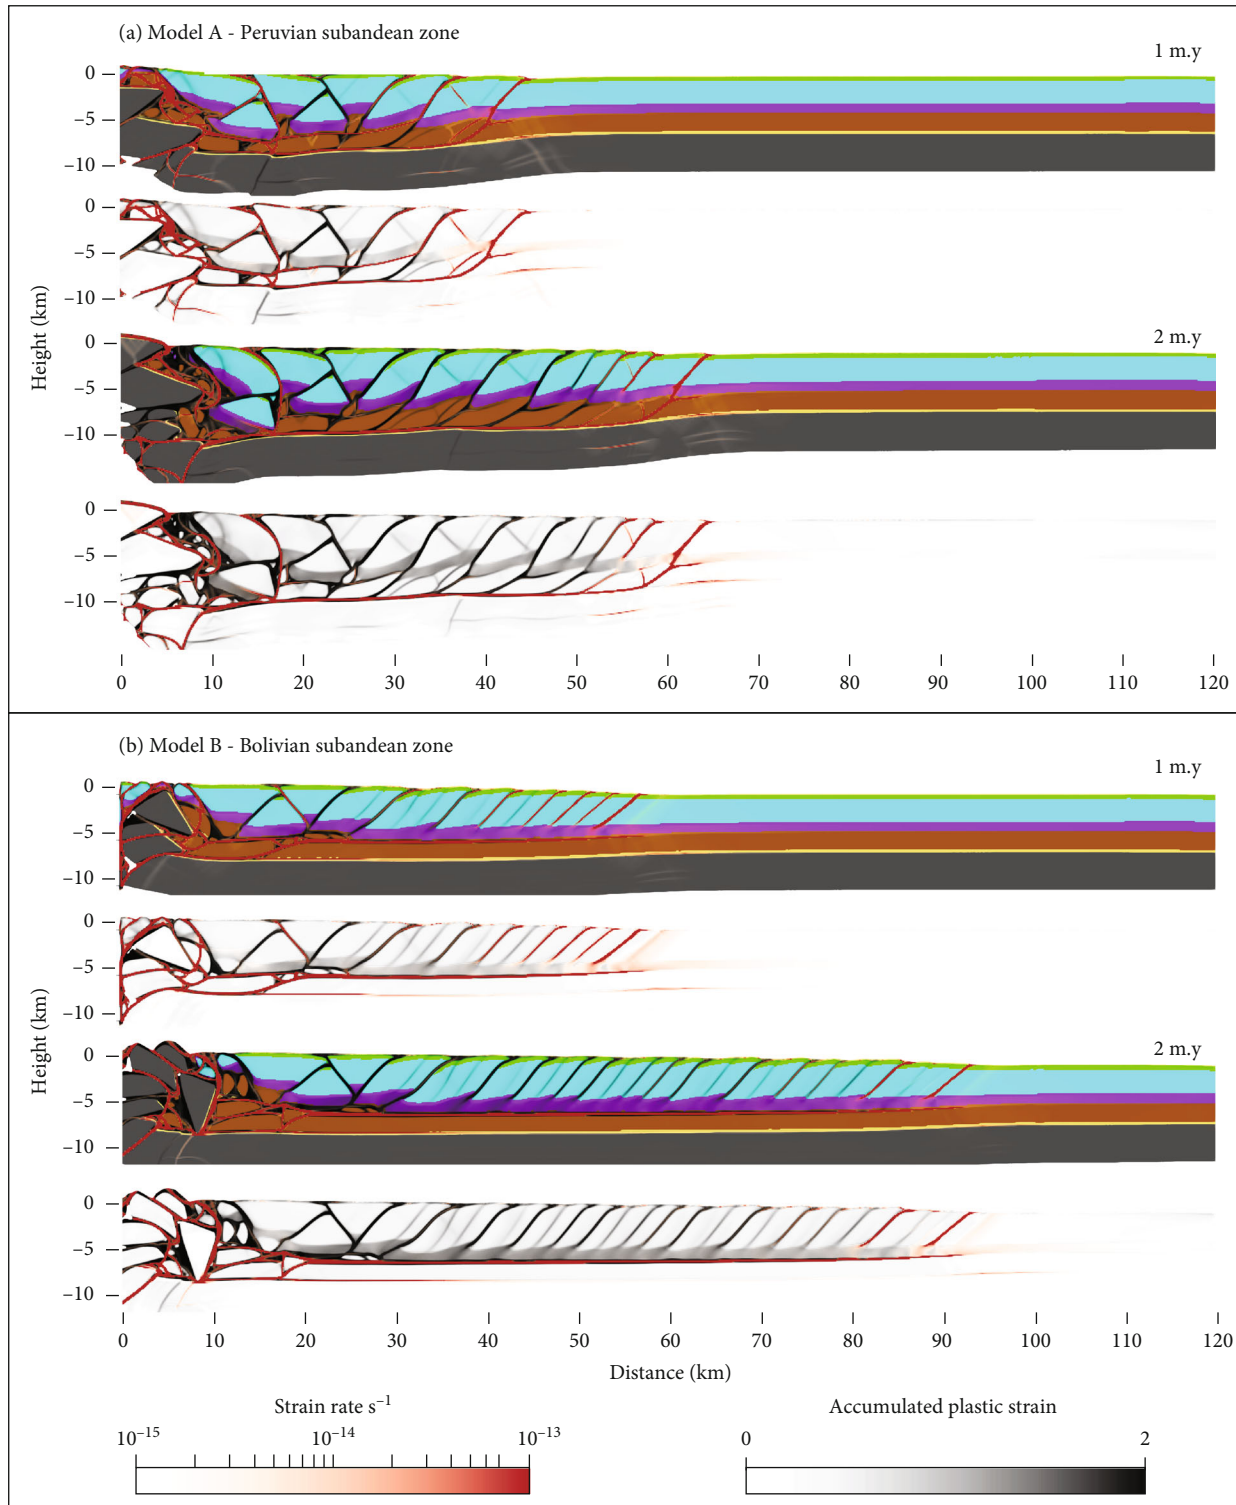 (a) Model A - Peruvian subandean zone
1 m.y
0
−5
−10
0
−5
−10
Height (km)
2 m.y
0
−5
−10
0
−5
−10
0 10 20 30 40 50 60 70 80 90 100 110 120
(b) Model B - Bolivian subandean zone
1 m.y
0
−5
−10
0
−5
−10
Height (km)
2 m.y
0
−5
−10
0
−5
−10
0 10 20 30 40 50 60 70 80 90 100 110 120
Distance (km)
Strain rate s⁻¹
10⁻¹⁵ 10⁻¹⁴ 10⁻¹³
Accumulated plastic strain
0 2